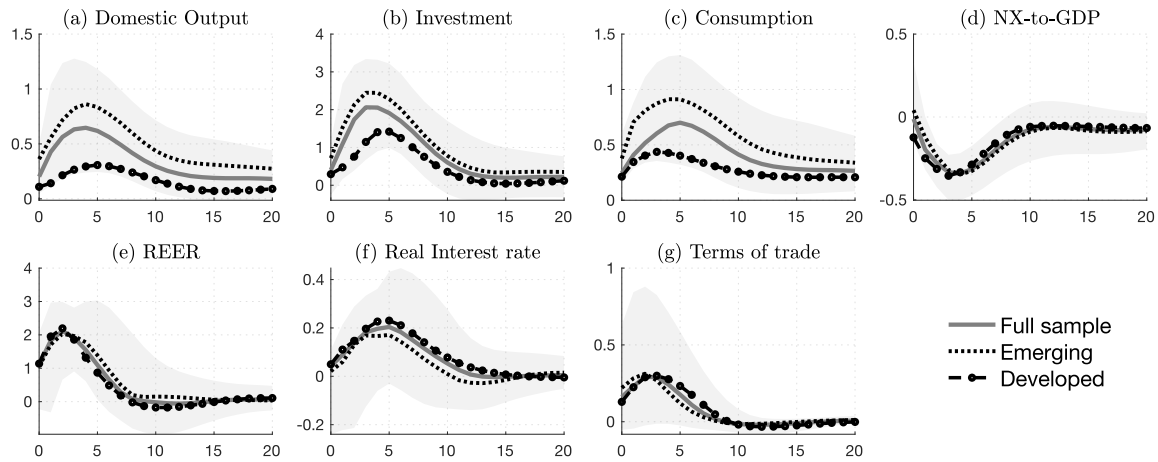 (a) Domestic Output
1.5
1
0.5
0
0 5 10 15 20
(b) Investment
4
3
2
1
0
0 5 10 15 20
(c) Consumption
1.5
1
0.5
0
0 5 10 15 20
(d) NX-to-GDP
0.5
0
-0.5
0 5 10 15 20
(e) REER
4
3
2
1
0
0 5 10 15 20
(f) Real Interest rate
0.4
0.2
0
-0.2
0 5 10 15 20
(g) Terms of trade
1
0.5
0
0 5 10 15 20
Full sample
Emerging
Developed